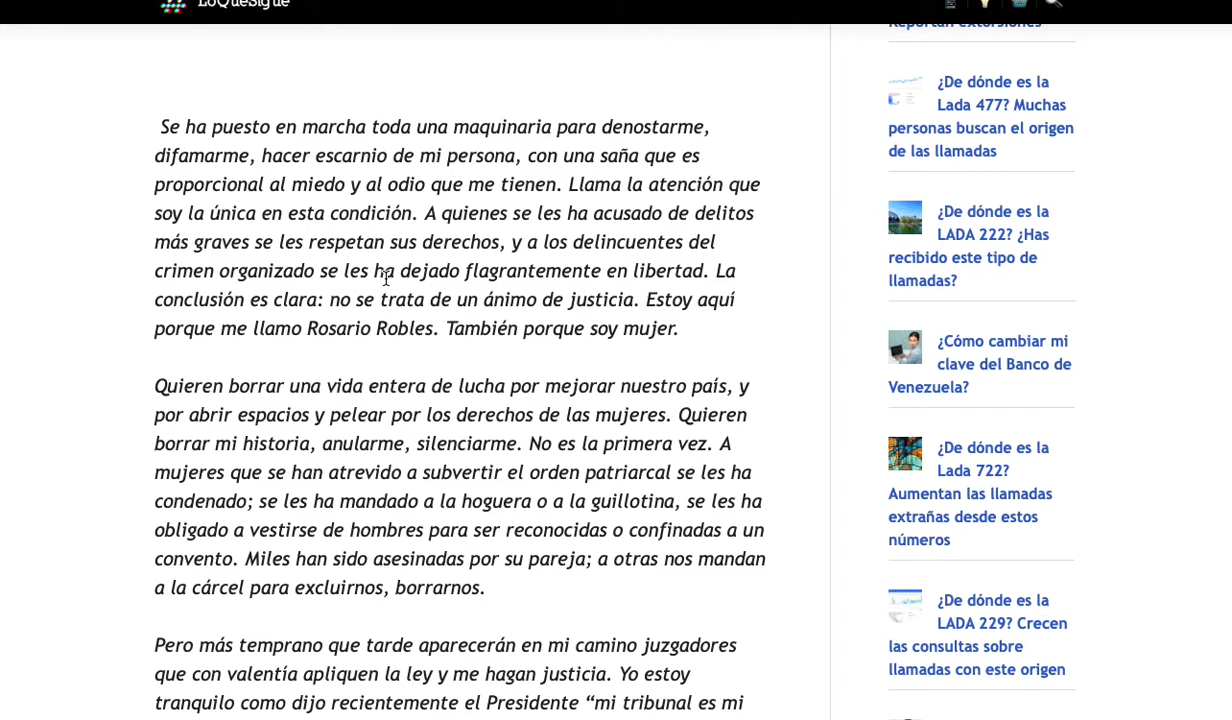 LoQueSigue
Se ha puesto en marcha toda una maquinaria para denostarme,
difamarme, hacer escarnio de mi persona, con una saña que es
proporcional al miedo y al odio que me tienen. Llama la atención que
soy la única en esta condición. A quienes se les ha acusado de delitos
más graves se les respetan sus derechos, y a los delincuentes del
crimen organizado se les ha dejado flagrantemente en libertad. La
conclusión es clara: no se trata de un ánimo de justicia. Estoy aquí
porque me llamo Rosario Robles. También porque soy mujer.
Quieren borrar una vida entera de lucha por mejorar nuestro país, y
por abrir espacios y pelear por los derechos de las mujeres. Quieren
borrar mi historia, anularme, silenciarme. No es la primera vez. A
mujeres que se han atrevido a subvertir el orden patriarcal se les ha
condenado; se les ha mandado a la hoguera o a la guillotina, se les ha
obligado a vestirse de hombres para ser reconocidas o confinadas a un
convento. Miles han sido asesinadas por su pareja; a otras nos mandan
a la cárcel para excluirnos, borrarnos.
Pero más temprano que tarde aparecerán en mi camino juzgadores
que con valentía apliquen la ley y me hagan justicia. Yo estoy
tranquilo como dijo recientemente el Presidente “mi tribunal es mi
Reportan extorsiones
¿De dónde es la
Lada 477? Muchas
personas buscan el origen
de las llamadas
¿De dónde es la
LADA 222? ¿Has
recibido este tipo de
llamadas?
¿Cómo cambiar mi
clave del Banco de
Venezuela?
¿De dónde es la
Lada 722?
Aumentan las llamadas
extrañas desde estos
números
¿De dónde es la
LADA 229? Crecen
las consultas sobre
llamadas con este origen